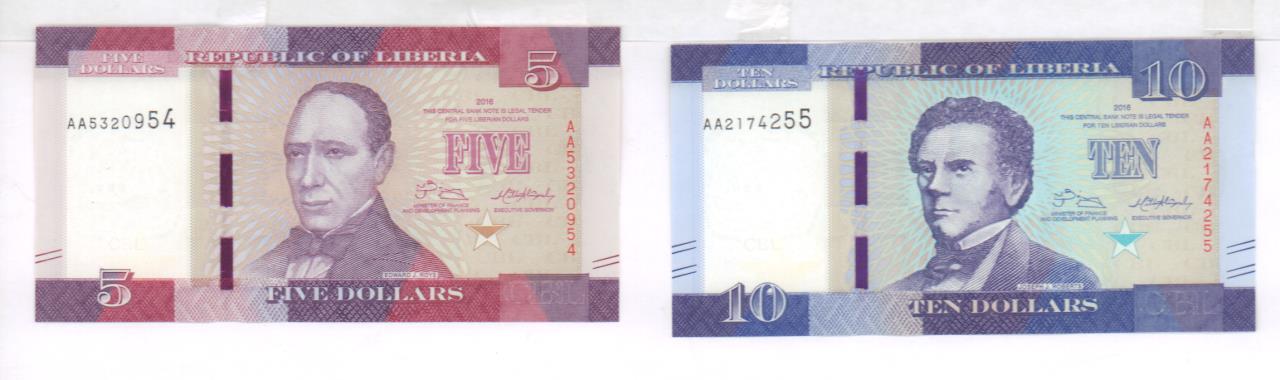 FIVE DOLLARS
REPUBLIC OF LIBERIA
5
AA5320954
2016
THIS CENTRAL BANK NOTE IS LEGAL TENDER
FOR FIVE LIBERIAN DOLLARS
FIVE
AA5320954
MINISTER OF FINANCE
AND DEVELOPMENT PLANNING
EXECUTIVE GOVERNOR
CBL
EDWARD J. ROYE
5
FIVE DOLLARS
CBL
TEN DOLLARS
REPUBLIC OF LIBERIA
10
AA2174255
2016
THIS CENTRAL BANK NOTE IS LEGAL TENDER
FOR TEN LIBERIAN DOLLARS
TEN
AA2174255
MINISTER OF FINANCE
AND DEVELOPMENT PLANNING
EXECUTIVE GOVERNOR
CBL
JOSEPH J. ROBERTS
10
TEN DOLLARS
CBL